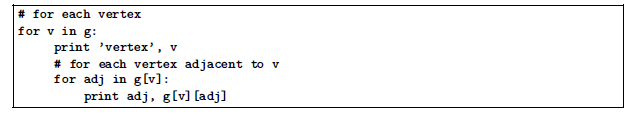 # for each vertex
for v in g:
     print ’vertex’, v
     # for each vertex adjacent to v
     for adj in g[v]:
         print adj, g[v][adj]